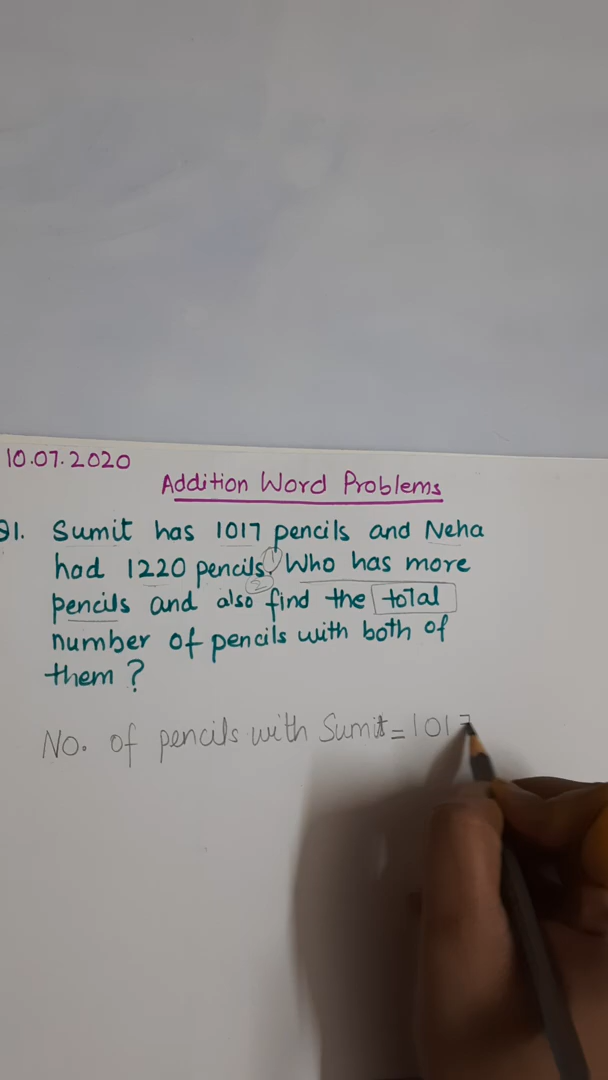 10.07.2020
Addition Word Problems
Q1. Sumit has 1017 pencils and Neha
had 1220 pencils. (1) Who has more
pencils and also (2) find the total
number of pencils with both of
them?
No. of pencils with Sumit = 1017